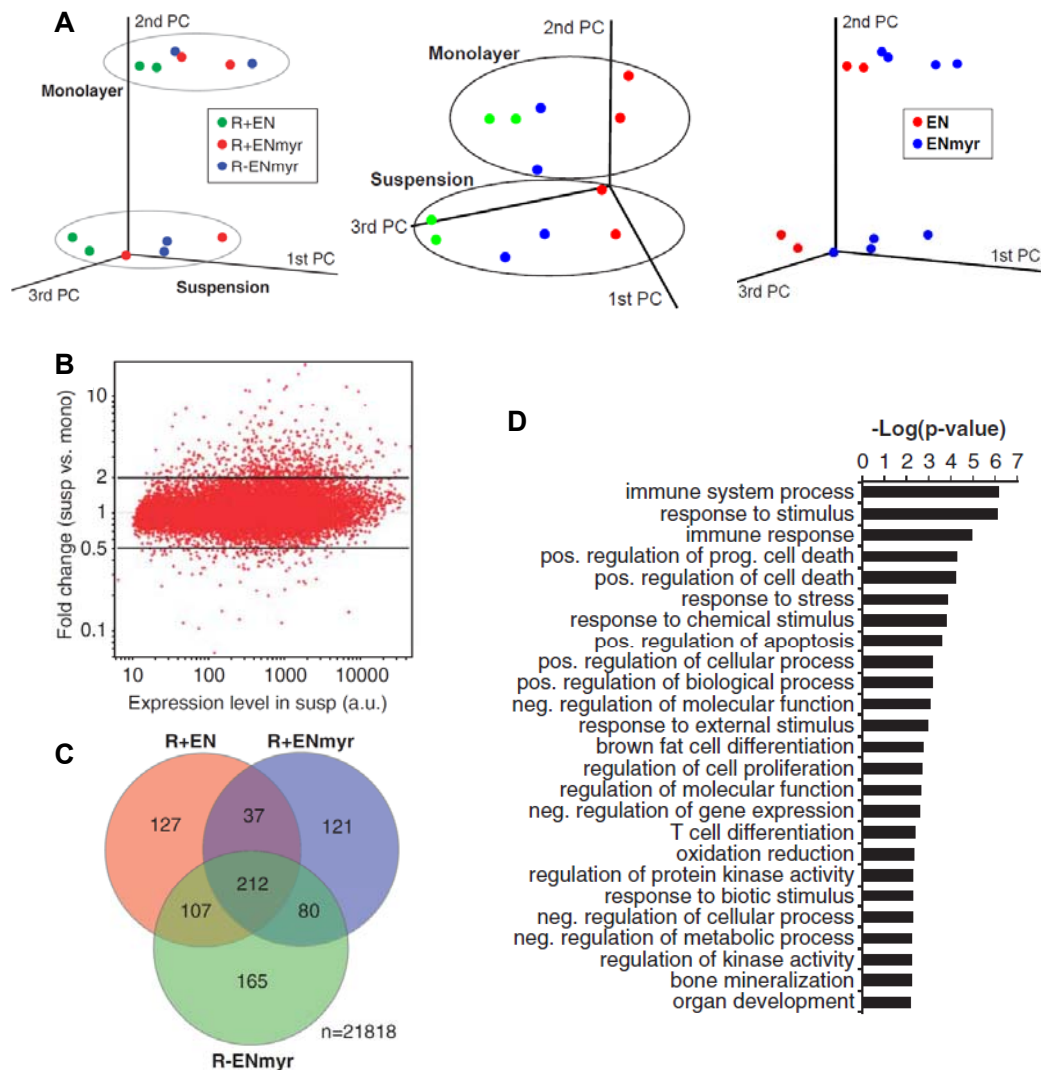 A
2nd PC
Monolayer
R+EN
R+ENmyr
R-ENmyr
1st PC
3rd PC
Suspension
2nd PC
Monolayer
Suspension
3rd PC
1st PC
2nd PC
EN
ENmyr
1st PC
3rd PC
B
Fold change (susp vs. mono)
10
2
1
0.5
0.1
10 100 1000 10000
Expression level in susp (a.u.)
C
R+EN
R+ENmyr
127
37
121
212
107
80
165
n=21818
R-ENmyr
D
-Log(p-value)
0 1 2 3 4 5 6 7
immune system process
response to stimulus
immune response
pos. regulation of prog. cell death
pos. regulation of cell death
response to stress
response to chemical stimulus
pos. regulation of apoptosis
pos. regulation of cellular process
pos. regulation of biological process
neg. regulation of molecular function
response to external stimulus
brown fat cell differentiation
regulation of cell proliferation
regulation of molecular function
neg. regulation of gene expression
T cell differentiation
oxidation reduction
regulation of protein kinase activity
response to biotic stimulus
neg. regulation of cellular process
neg. regulation of metabolic process
regulation of kinase activity
bone mineralization
organ development